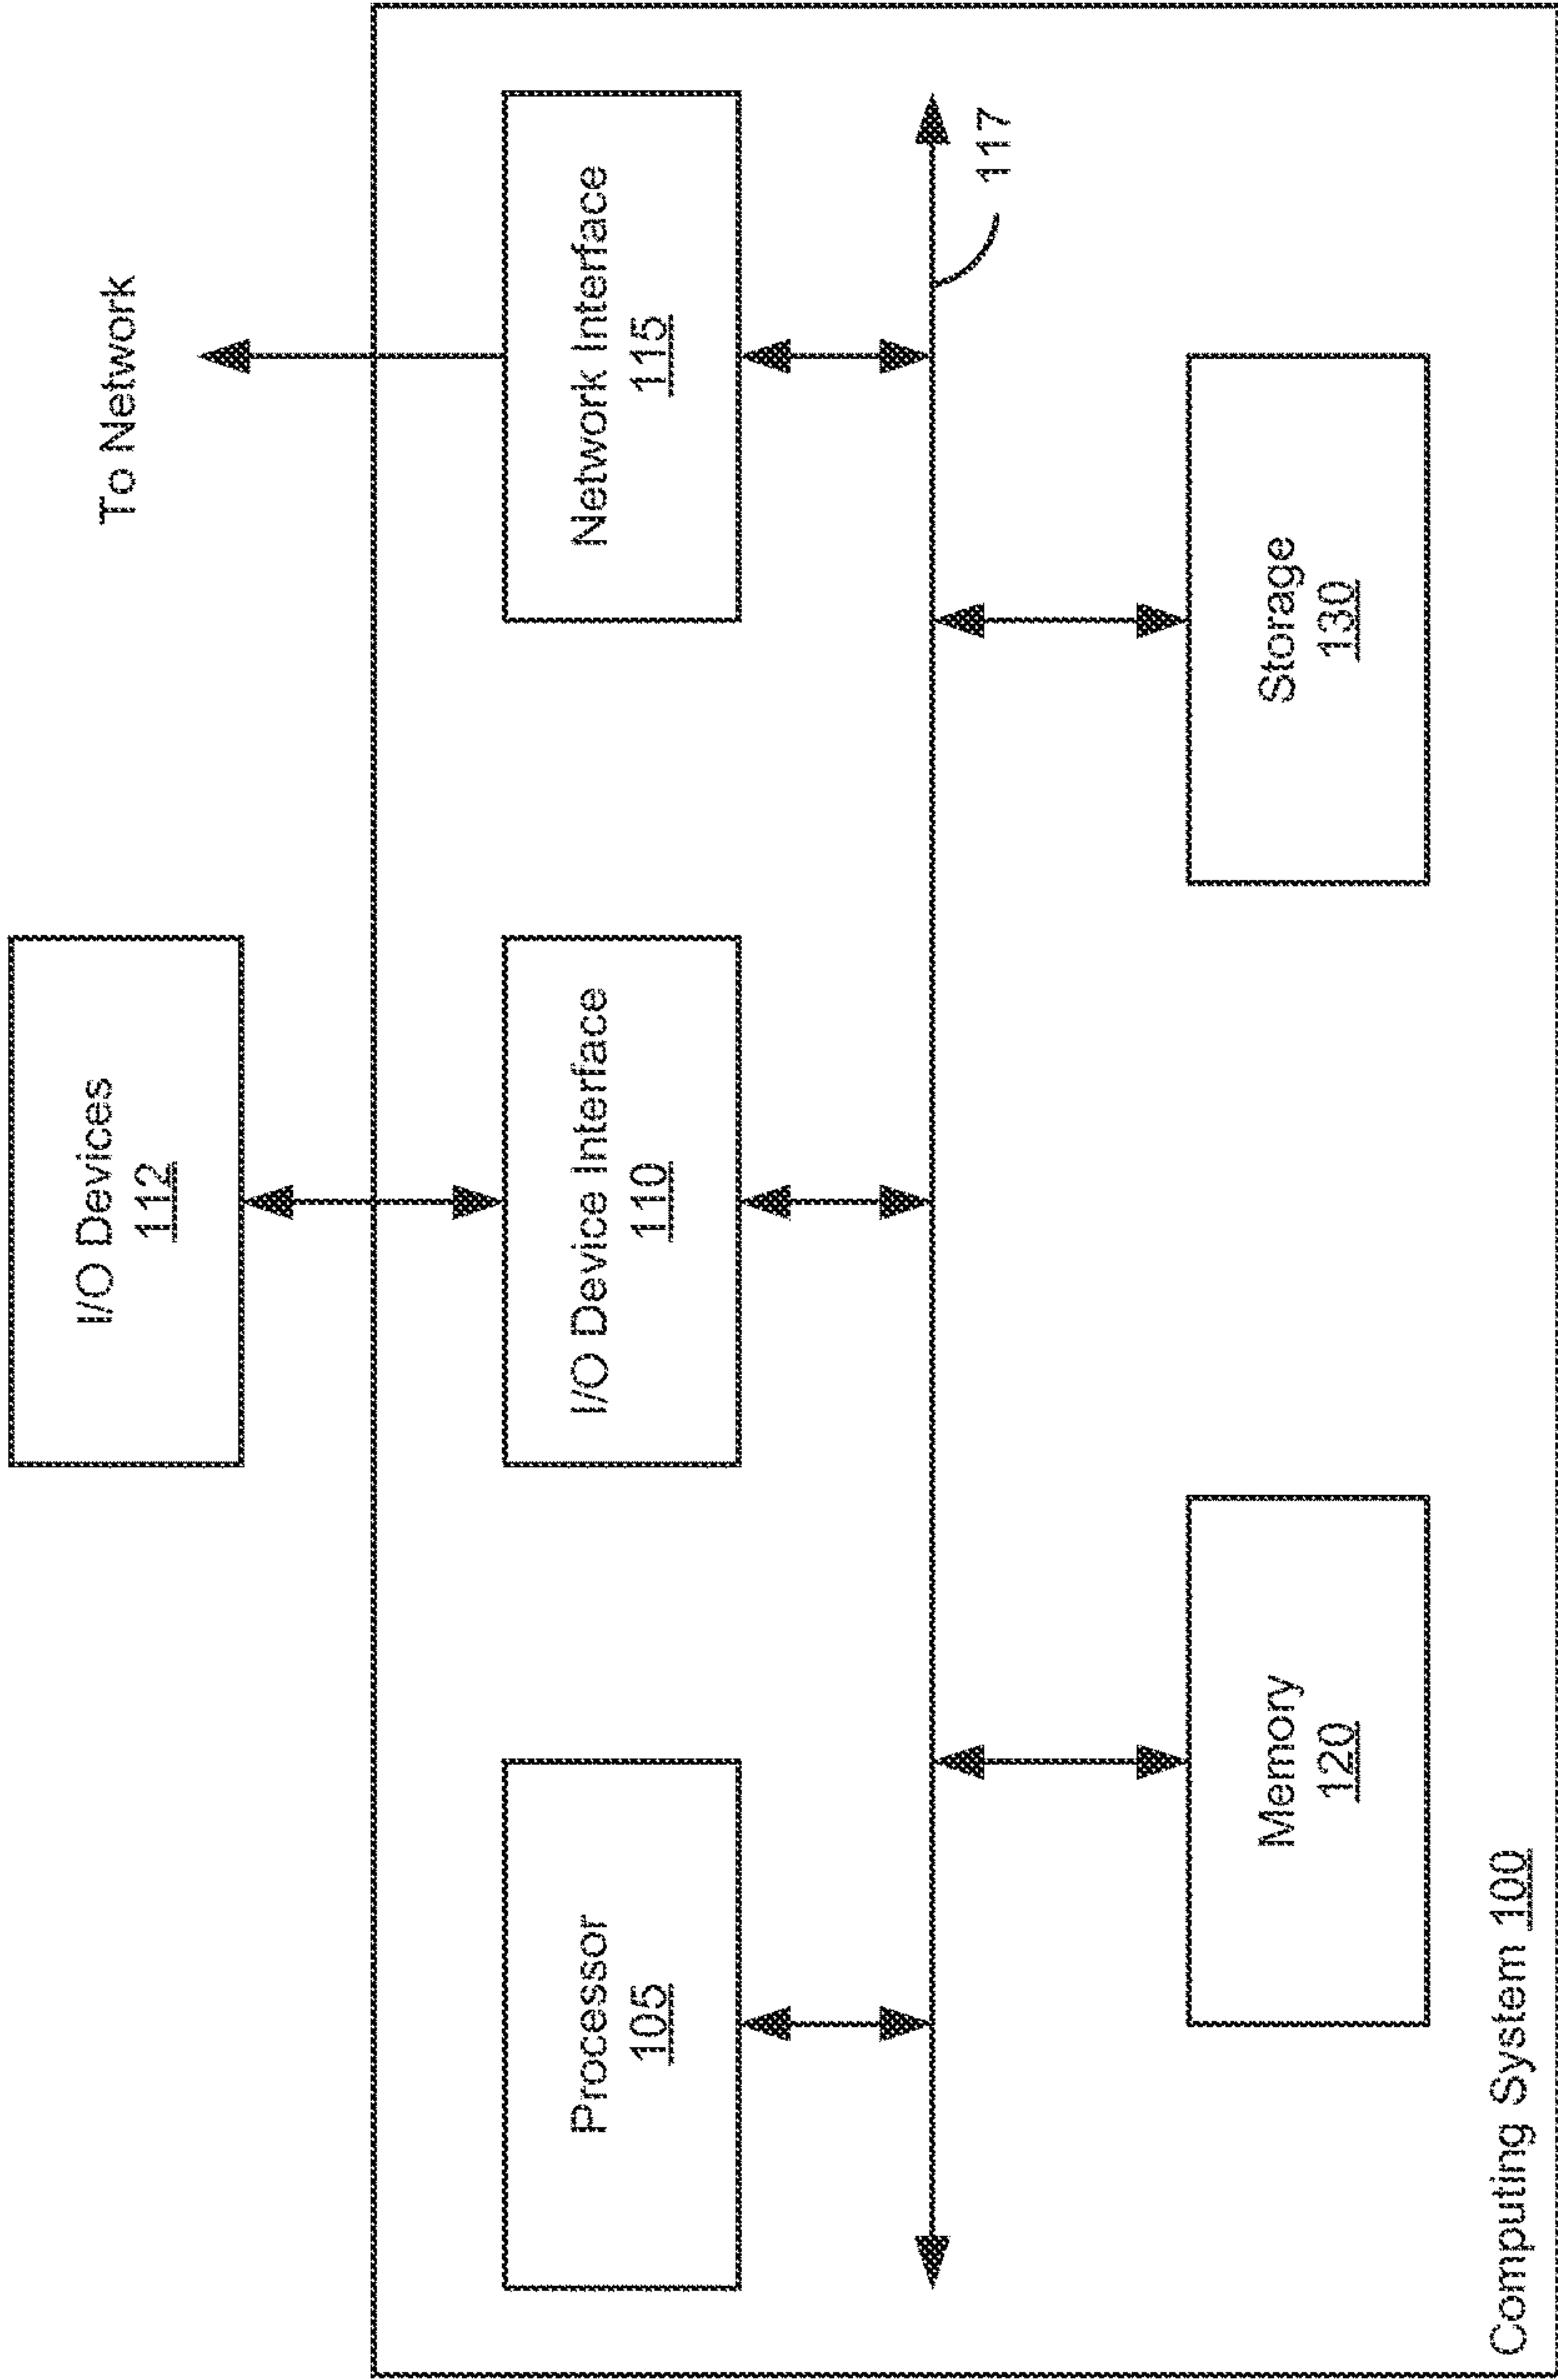 I/O Devices
112
To Network
Processor
105
I/O Device Interface
110
Network Interface
115
117
Memory
120
Storage
130
Computing System 100